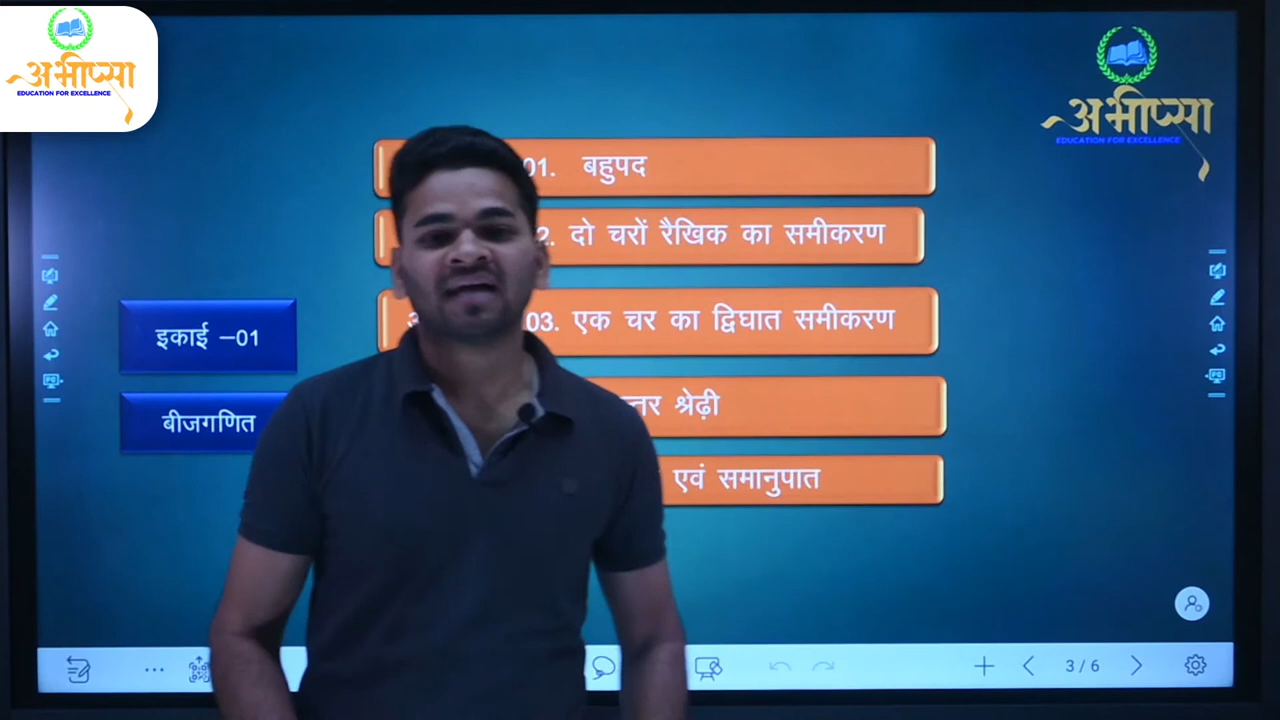 अभीप्सा
EDUCATION FOR EXCELLENCE
अभीप्सा
EDUCATION FOR EXCELLENCE
01. बहुपद
2. दो चरों रैखिक का समीकरण
03. एक चर का द्विघात समीकरण
इकाई –01
श्रेढ़ी
बीजगणित
एवं समानुपात
3 / 6